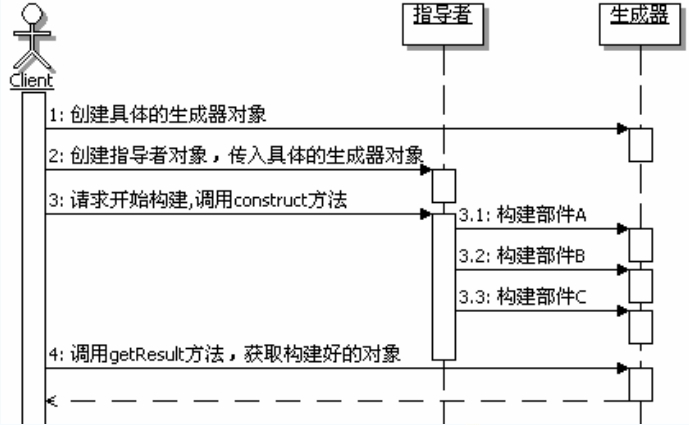 指导者
生成器
Client
1: 创建具体的生成器对象
2: 创建指导者对象，传入具体的生成器对象
3: 请求开始构建,调用construct方法
3.1: 构建部件A
3.2: 构建部件B
3.3: 构建部件C
4: 调用getResult方法，获取构建好的对象